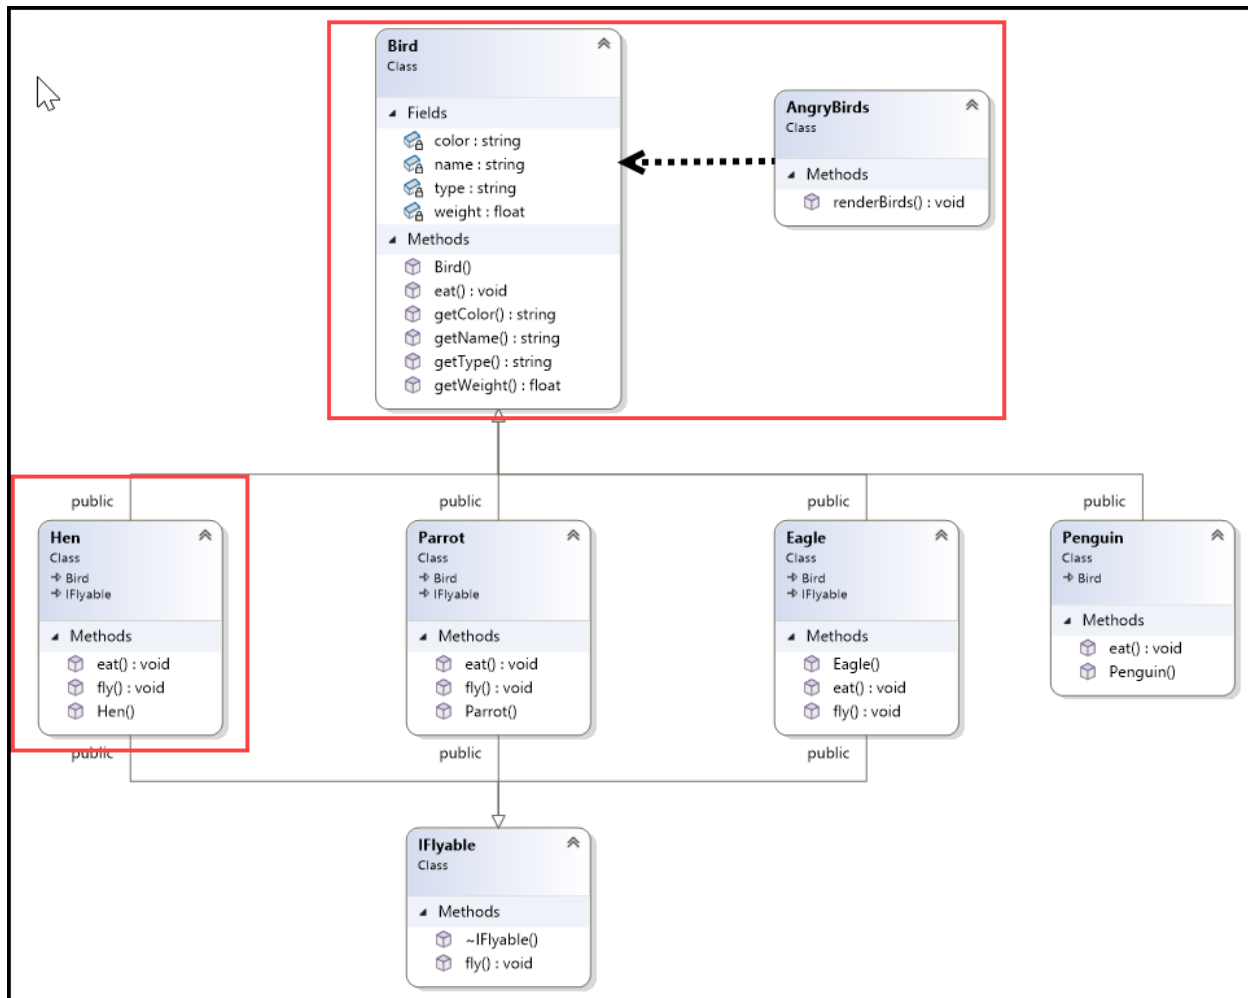 Bird
Class
Fields
color : string
name : string
type : string
weight : float
Methods
Bird()
eat() : void
getColor() : string
getName() : string
getType() : string
getWeight() : float
AngryBirds
Class
Methods
renderBirds() : void
public
public
public
public
Hen
Class
Bird
IFlyable
Methods
eat() : void
fly() : void
Hen()
Parrot
Class
Bird
IFlyable
Methods
eat() : void
fly() : void
Parrot()
Eagle
Class
Bird
IFlyable
Methods
Eagle()
eat() : void
fly() : void
Penguin
Class
Bird
Methods
eat() : void
Penguin()
public
public
public
IFlyable
Class
Methods
~IFlyable()
fly() : void